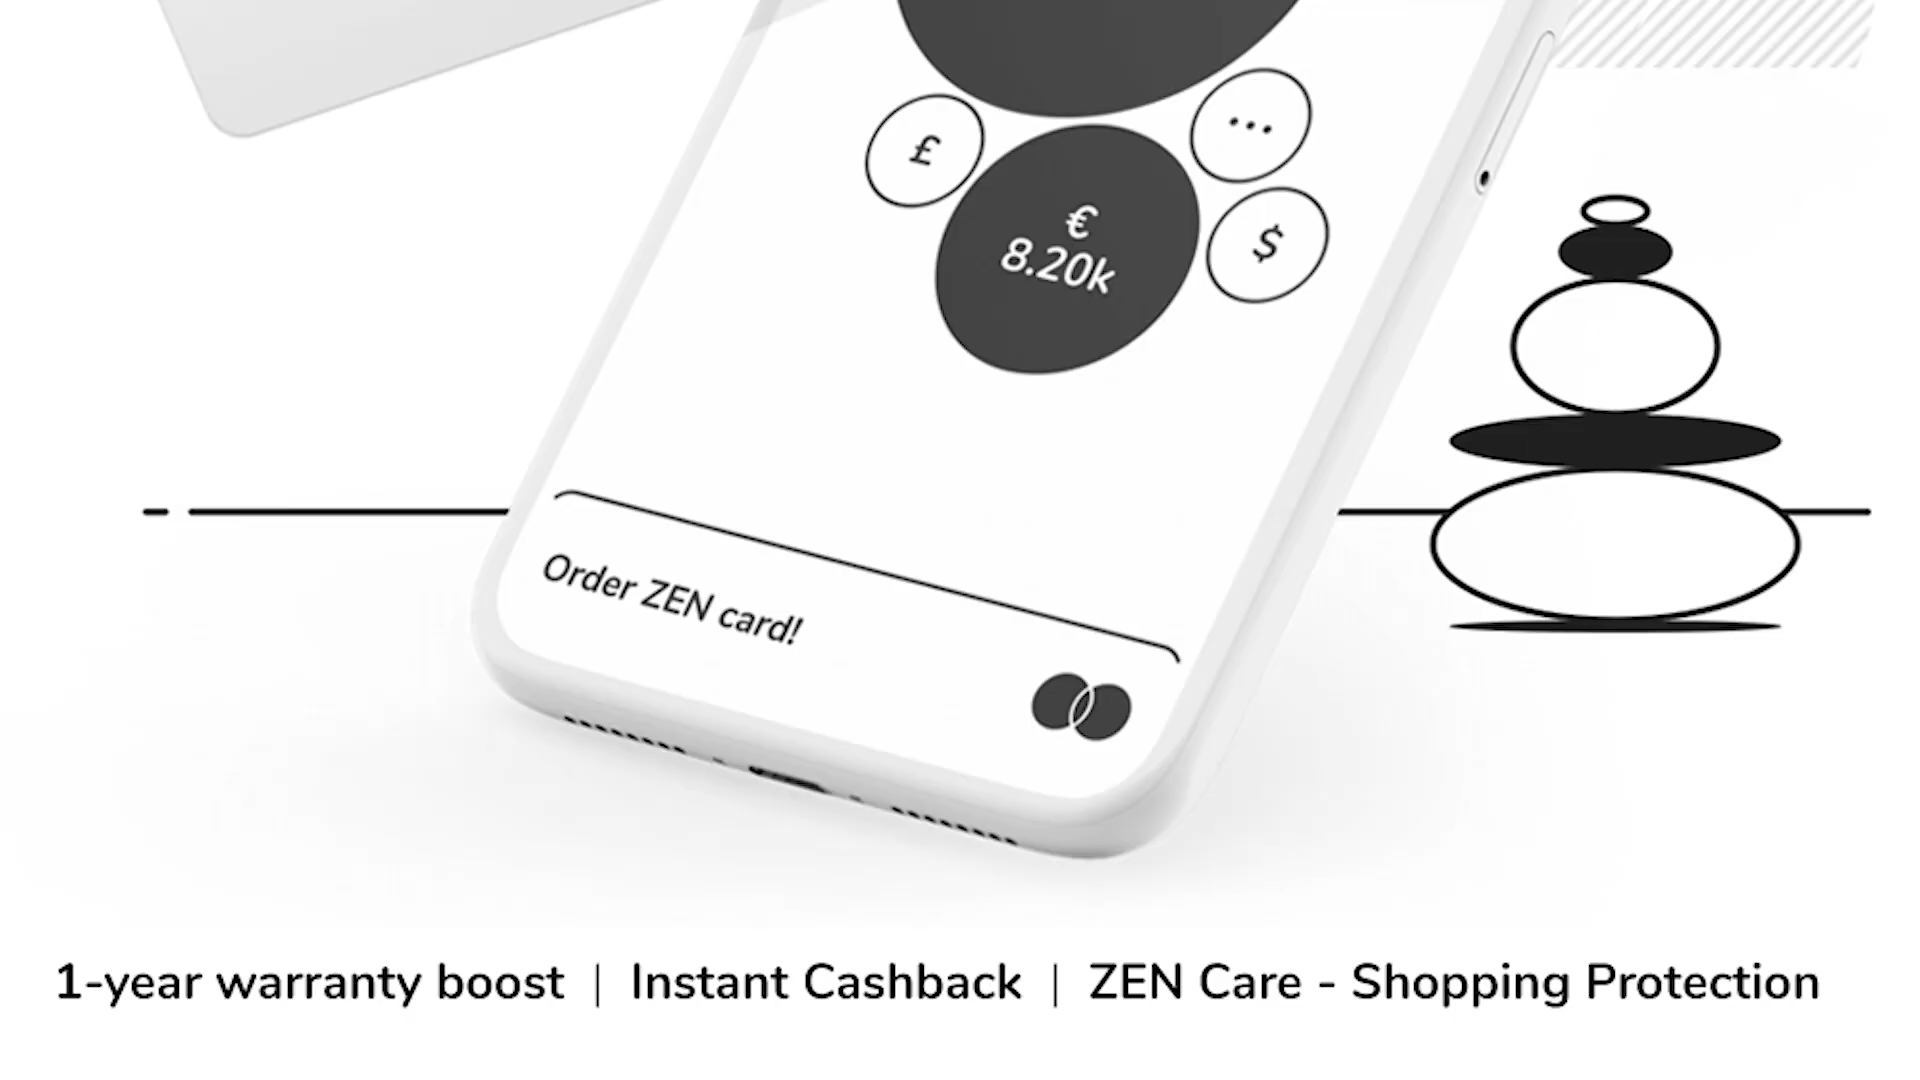 £
...
€
8.20k
$
Order ZEN card!
1-year warranty boost | Instant Cashback | ZEN Care - Shopping Protection